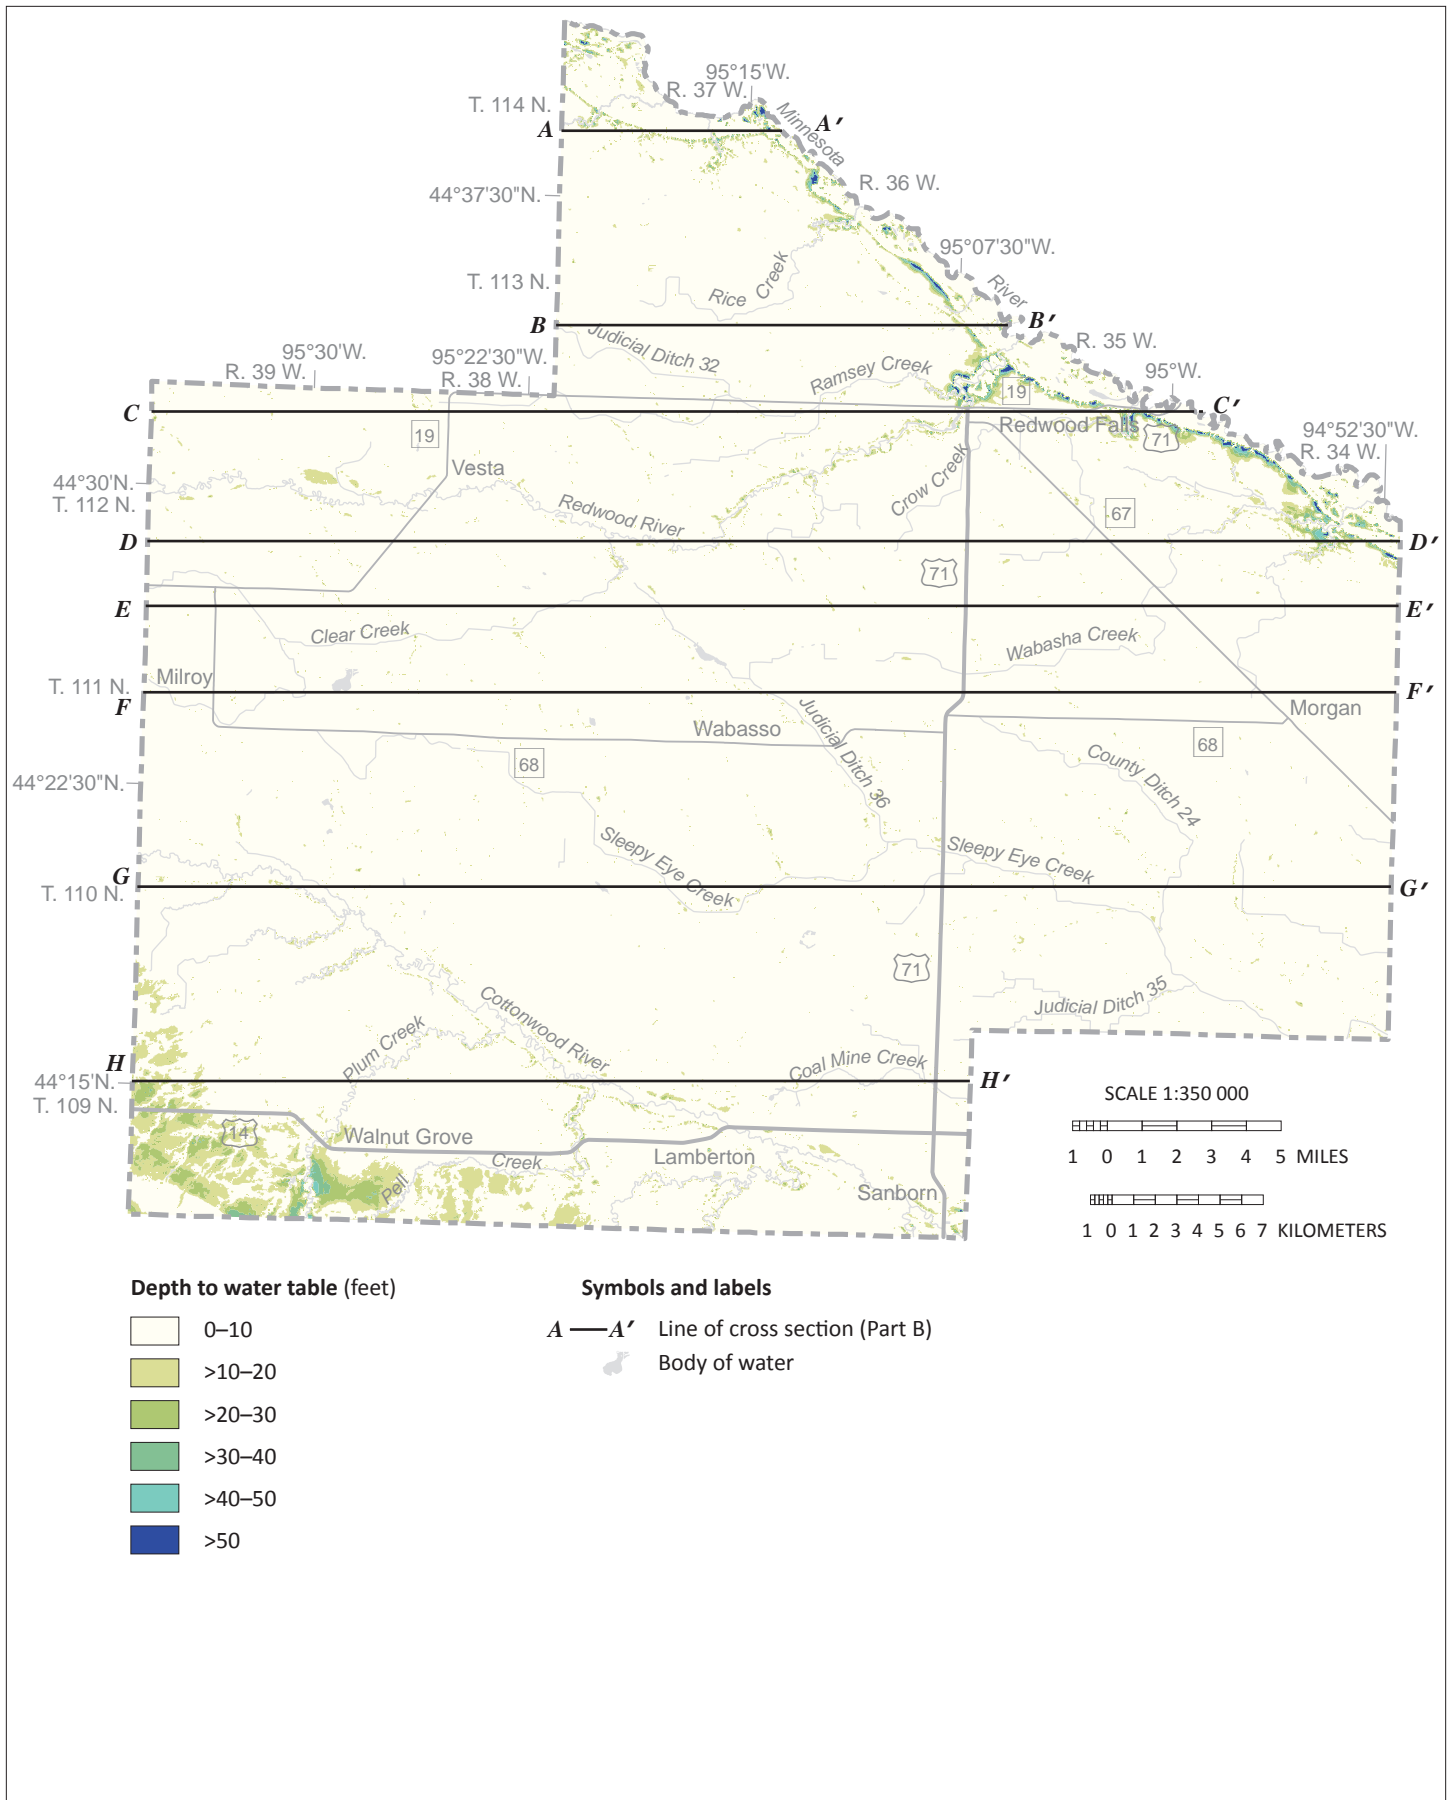 95°15'W.
R. 37 W.
T. 114 N.
A
A′
Minnesota
R. 36 W.
44°37'30"N.
95°07'30"W.
River
T. 113 N.
Rice Creek
B
B′
Judicial Ditch 32
R. 35 W.
95°30'W.
95°22'30"W.
R. 39 W.
R. 38 W.
Ramsey Creek
95°W.
19
C
C′
Redwood Falls
19
71
94°52'30"W.
R. 34 W.
Vesta
44°30'N.
T. 112 N.
Crow Creek
Redwood River
67
D
D′
71
E
E′
Clear Creek
Wabasha Creek
Milroy
T. 111 N.
F
F′
Morgan
Judicial Ditch 36
Wabasso
68
68
County Ditch 24
44°22'30"N.
Sleepy Eye Creek
Sleepy Eye Creek
G
G′
T. 110 N.
71
Cottonwood River
Judicial Ditch 35
Plum Creek
Coal Mine Creek
H
H′
44°15'N.
T. 109 N.
14
Walnut Grove
Lamberton
Pell
Creek
Sanborn
SCALE 1:350 000
1 0 1 2 3 4 5 MILES
1 0 1 2 3 4 5 6 7 KILOMETERS
Depth to water table (feet)
0–10
>10–20
>20–30
>30–40
>40–50
>50
Symbols and labels
A A′ Line of cross section (Part B)
Body of water